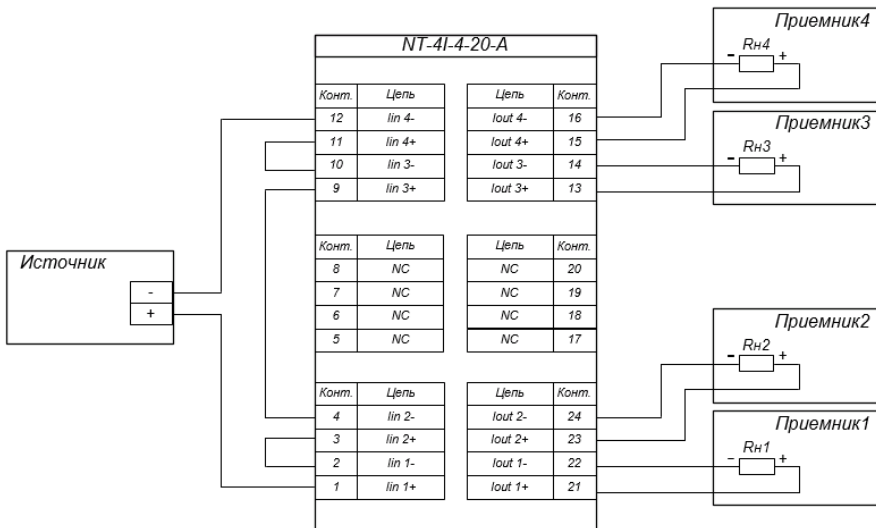 NT-4I-4-20-A
Конт. Цепь Цепь Конт.
12 Iin 4- Iout 4- 16
11 Iin 4+ Iout 4+ 15
10 Iin 3- Iout 3- 14
9 Iin 3+ Iout 3+ 13
Конт. Цепь Цепь Конт.
8 NC NC 20
7 NC NC 19
6 NC NC 18
5 NC NC 17
Конт. Цепь Цепь Конт.
4 Iin 2- Iout 2- 24
3 Iin 2+ Iout 2+ 23
2 Iin 1- Iout 1- 22
1 Iin 1+ Iout 1+ 21
Источник
-
+
Приемник4
Rн4
- +
Приемник3
Rн3
- +
Приемник2
Rн2
- +
Приемник1
Rн1
- +